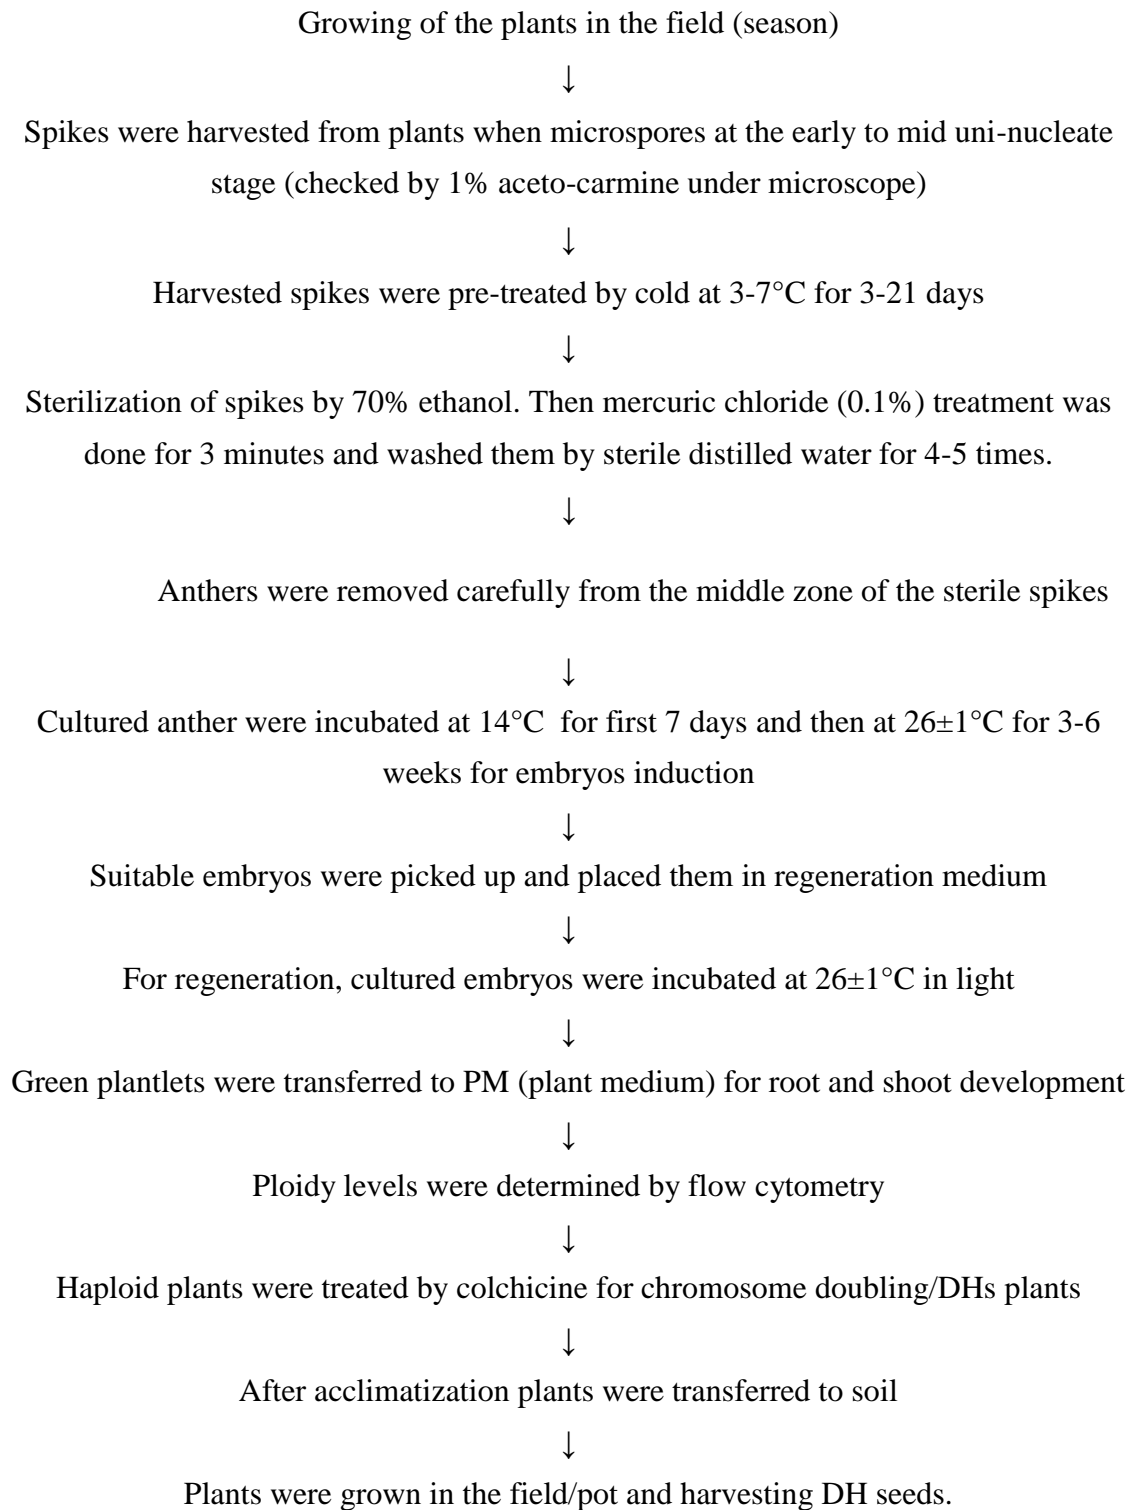 Growing of the plants in the field (season)
↓
Spikes were harvested from plants when microspores at the early to mid uni-nucleate
stage (checked by 1% aceto-carmine under microscope)
↓
Harvested spikes were pre-treated by cold at 3-7°C for 3-21 days
↓
Sterilization of spikes by 70% ethanol. Then mercuric chloride (0.1%) treatment was
done for 3 minutes and washed them by sterile distilled water for 4-5 times.
↓
Anthers were removed carefully from the middle zone of the sterile spikes
↓
Cultured anther were incubated at 14°C  for first 7 days and then at 26±1°C for 3-6
weeks for embryos induction
↓
Suitable embryos were picked up and placed them in regeneration medium
↓
For regeneration, cultured embryos were incubated at 26±1°C in light
↓
Green plantlets were transferred to PM (plant medium) for root and shoot development
↓
Ploidy levels were determined by flow cytometry
↓
Haploid plants were treated by colchicine for chromosome doubling/DHs plants
↓
After acclimatization plants were transferred to soil
↓
Plants were grown in the field/pot and harvesting DH seeds.